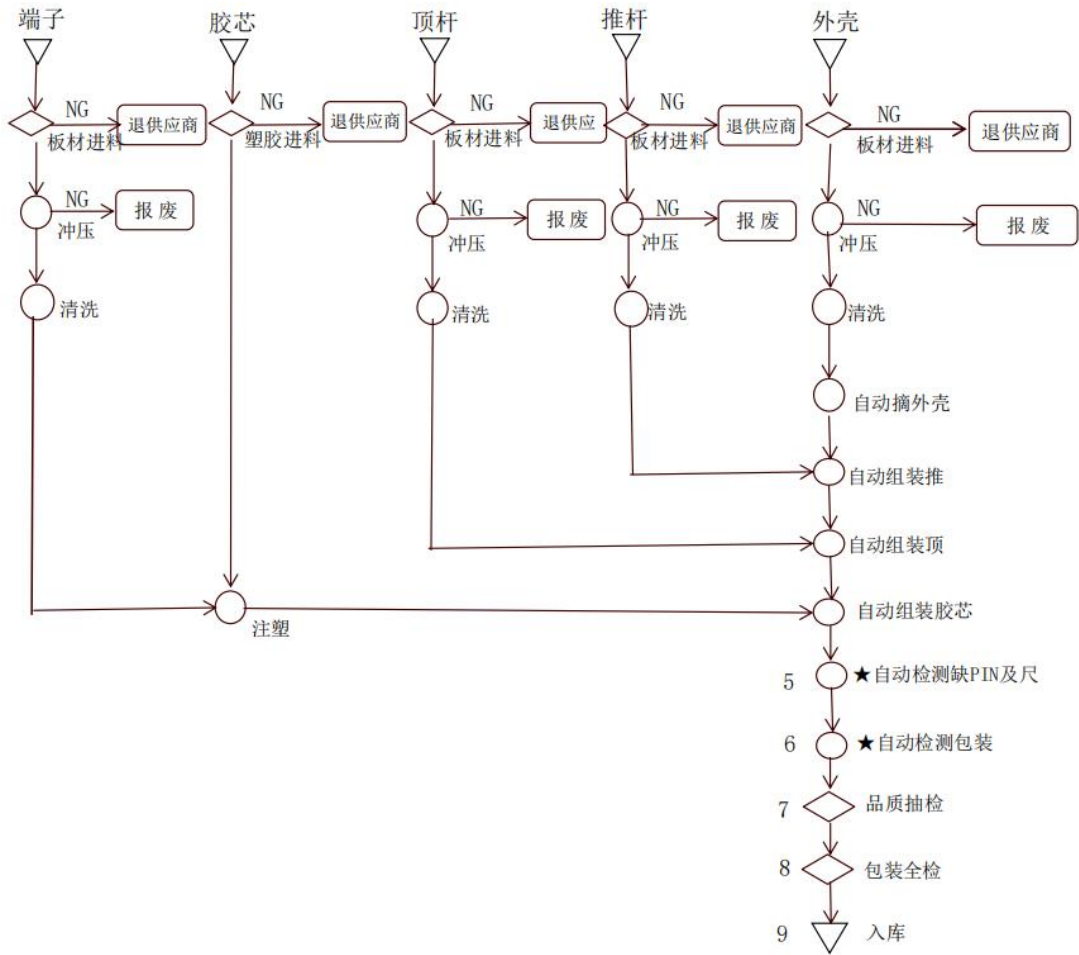 端子
胶芯
顶杆
推杆
外壳
NG
退供应商
板材进料
NG
退供应商
塑胶进料
NG
退供应
板材进料
NG
退供应商
板材进料
NG
退供应商
板材进料
NG
报废
冲压
NG
报废
冲压
NG
报废
冲压
NG
报废
冲压
清洗
清洗
清洗
清洗
自动摘外壳
自动组装推
自动组装顶
注塑
自动组装胶芯
5 ★自动检测缺PIN及尺
6 ★自动检测包装
7 品质抽检
8 包装全检
9 入库